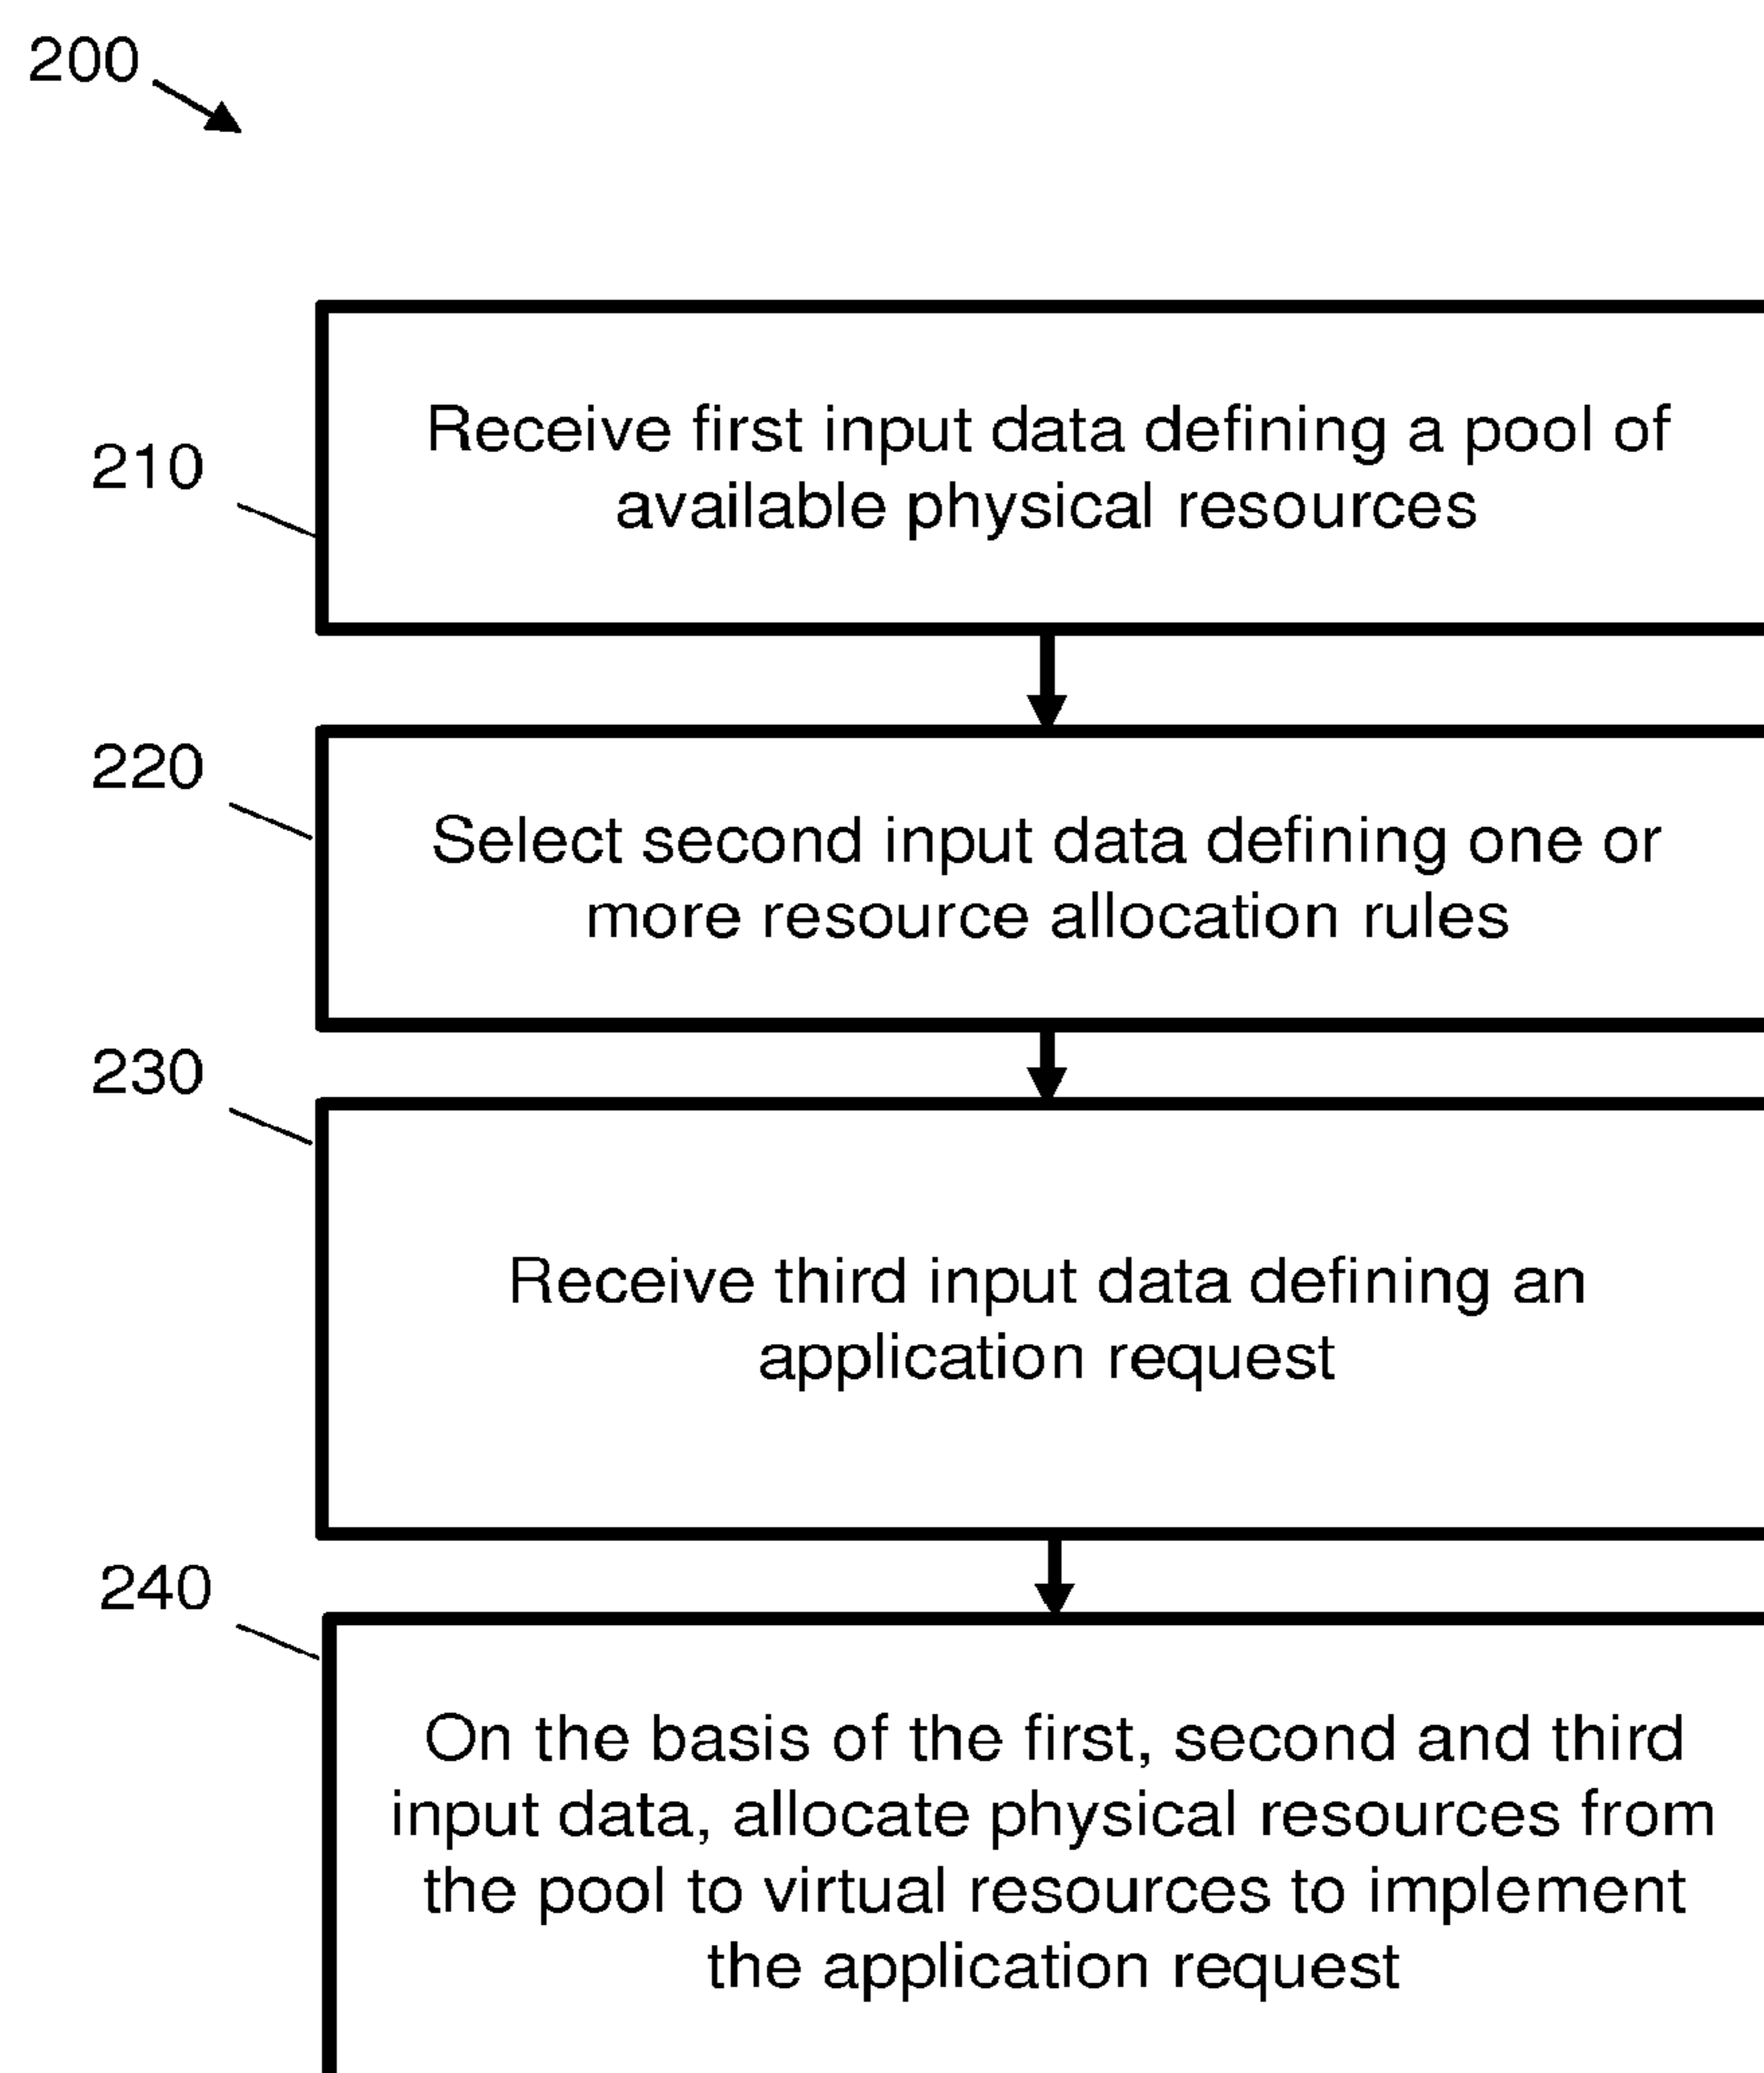 200
210
Receive first input data defining a pool of
available physical resources
220
Select second input data defining one or
more resource allocation rules
230
Receive third input data defining an
application request
240
On the basis of the first, second and third
input data, allocate physical resources from
the pool to virtual resources to implement
the application request